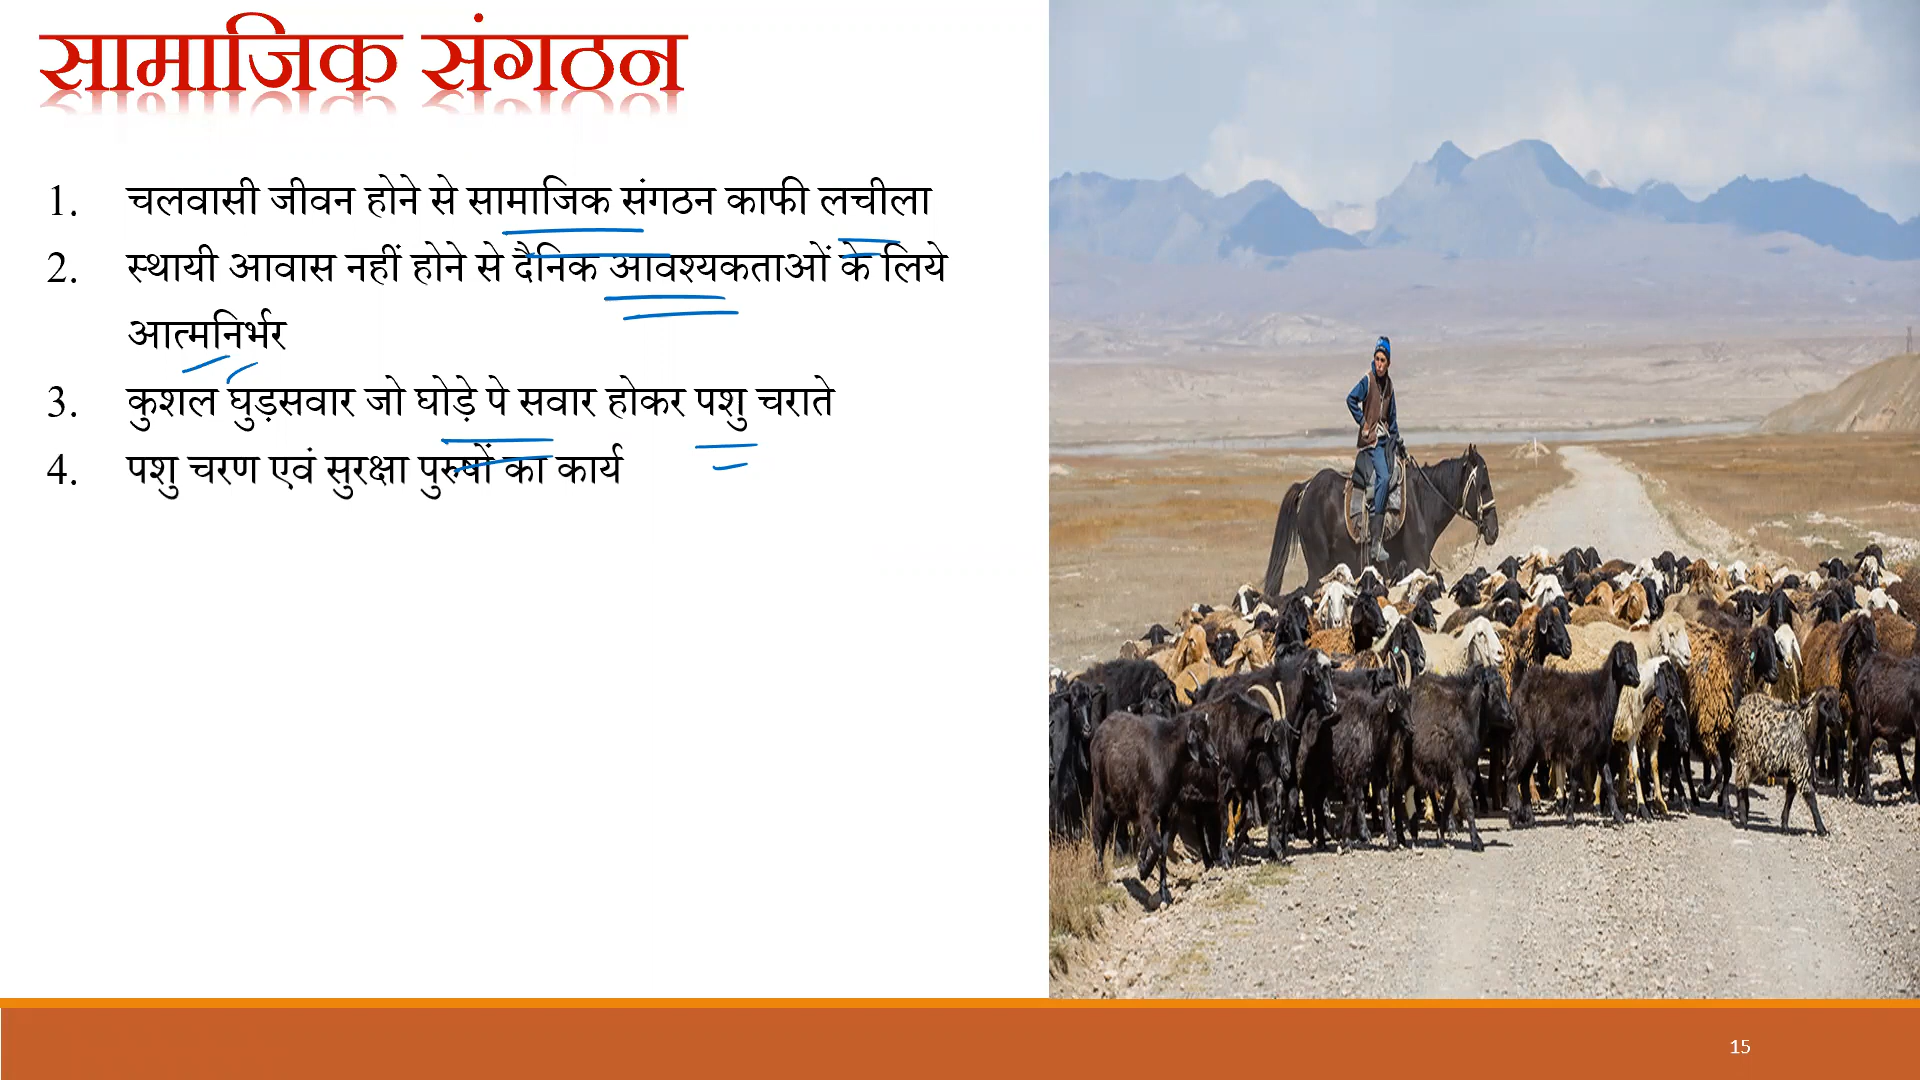 सामाजिक संगठन
1. चलवासी जीवन होने से सामाजिक संगठन काफी लचीला
2. स्थायी आवास नहीं होने से दैनिक आवश्यकताओं के लिये
आत्मनिर्भर
3. कुशल घुड़सवार जो घोड़े पे सवार होकर पशु चराते
4. पशु चरण एवं सुरक्षा पुरुषों का कार्य
15